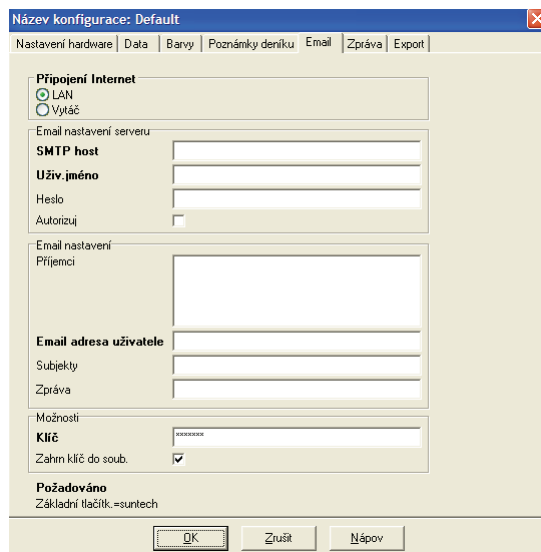 Název konfigurace: Default
Nastavení hardware Data Barvy Poznámky deníku Email Zpráva Export
Připojení Internet
LAN
Vytáč
Email nastavení serveru
SMTP host
Uživ.jméno
Heslo
Autorizuj
Email nastavení
Příjemci
Email adresa uživatele
Subjekty
Zpráva
Možnosti
Klíč *******
Zahrn klíč do soub.
Požadováno
Základní tlačítk.=suntech
OK Zrušit Nápov